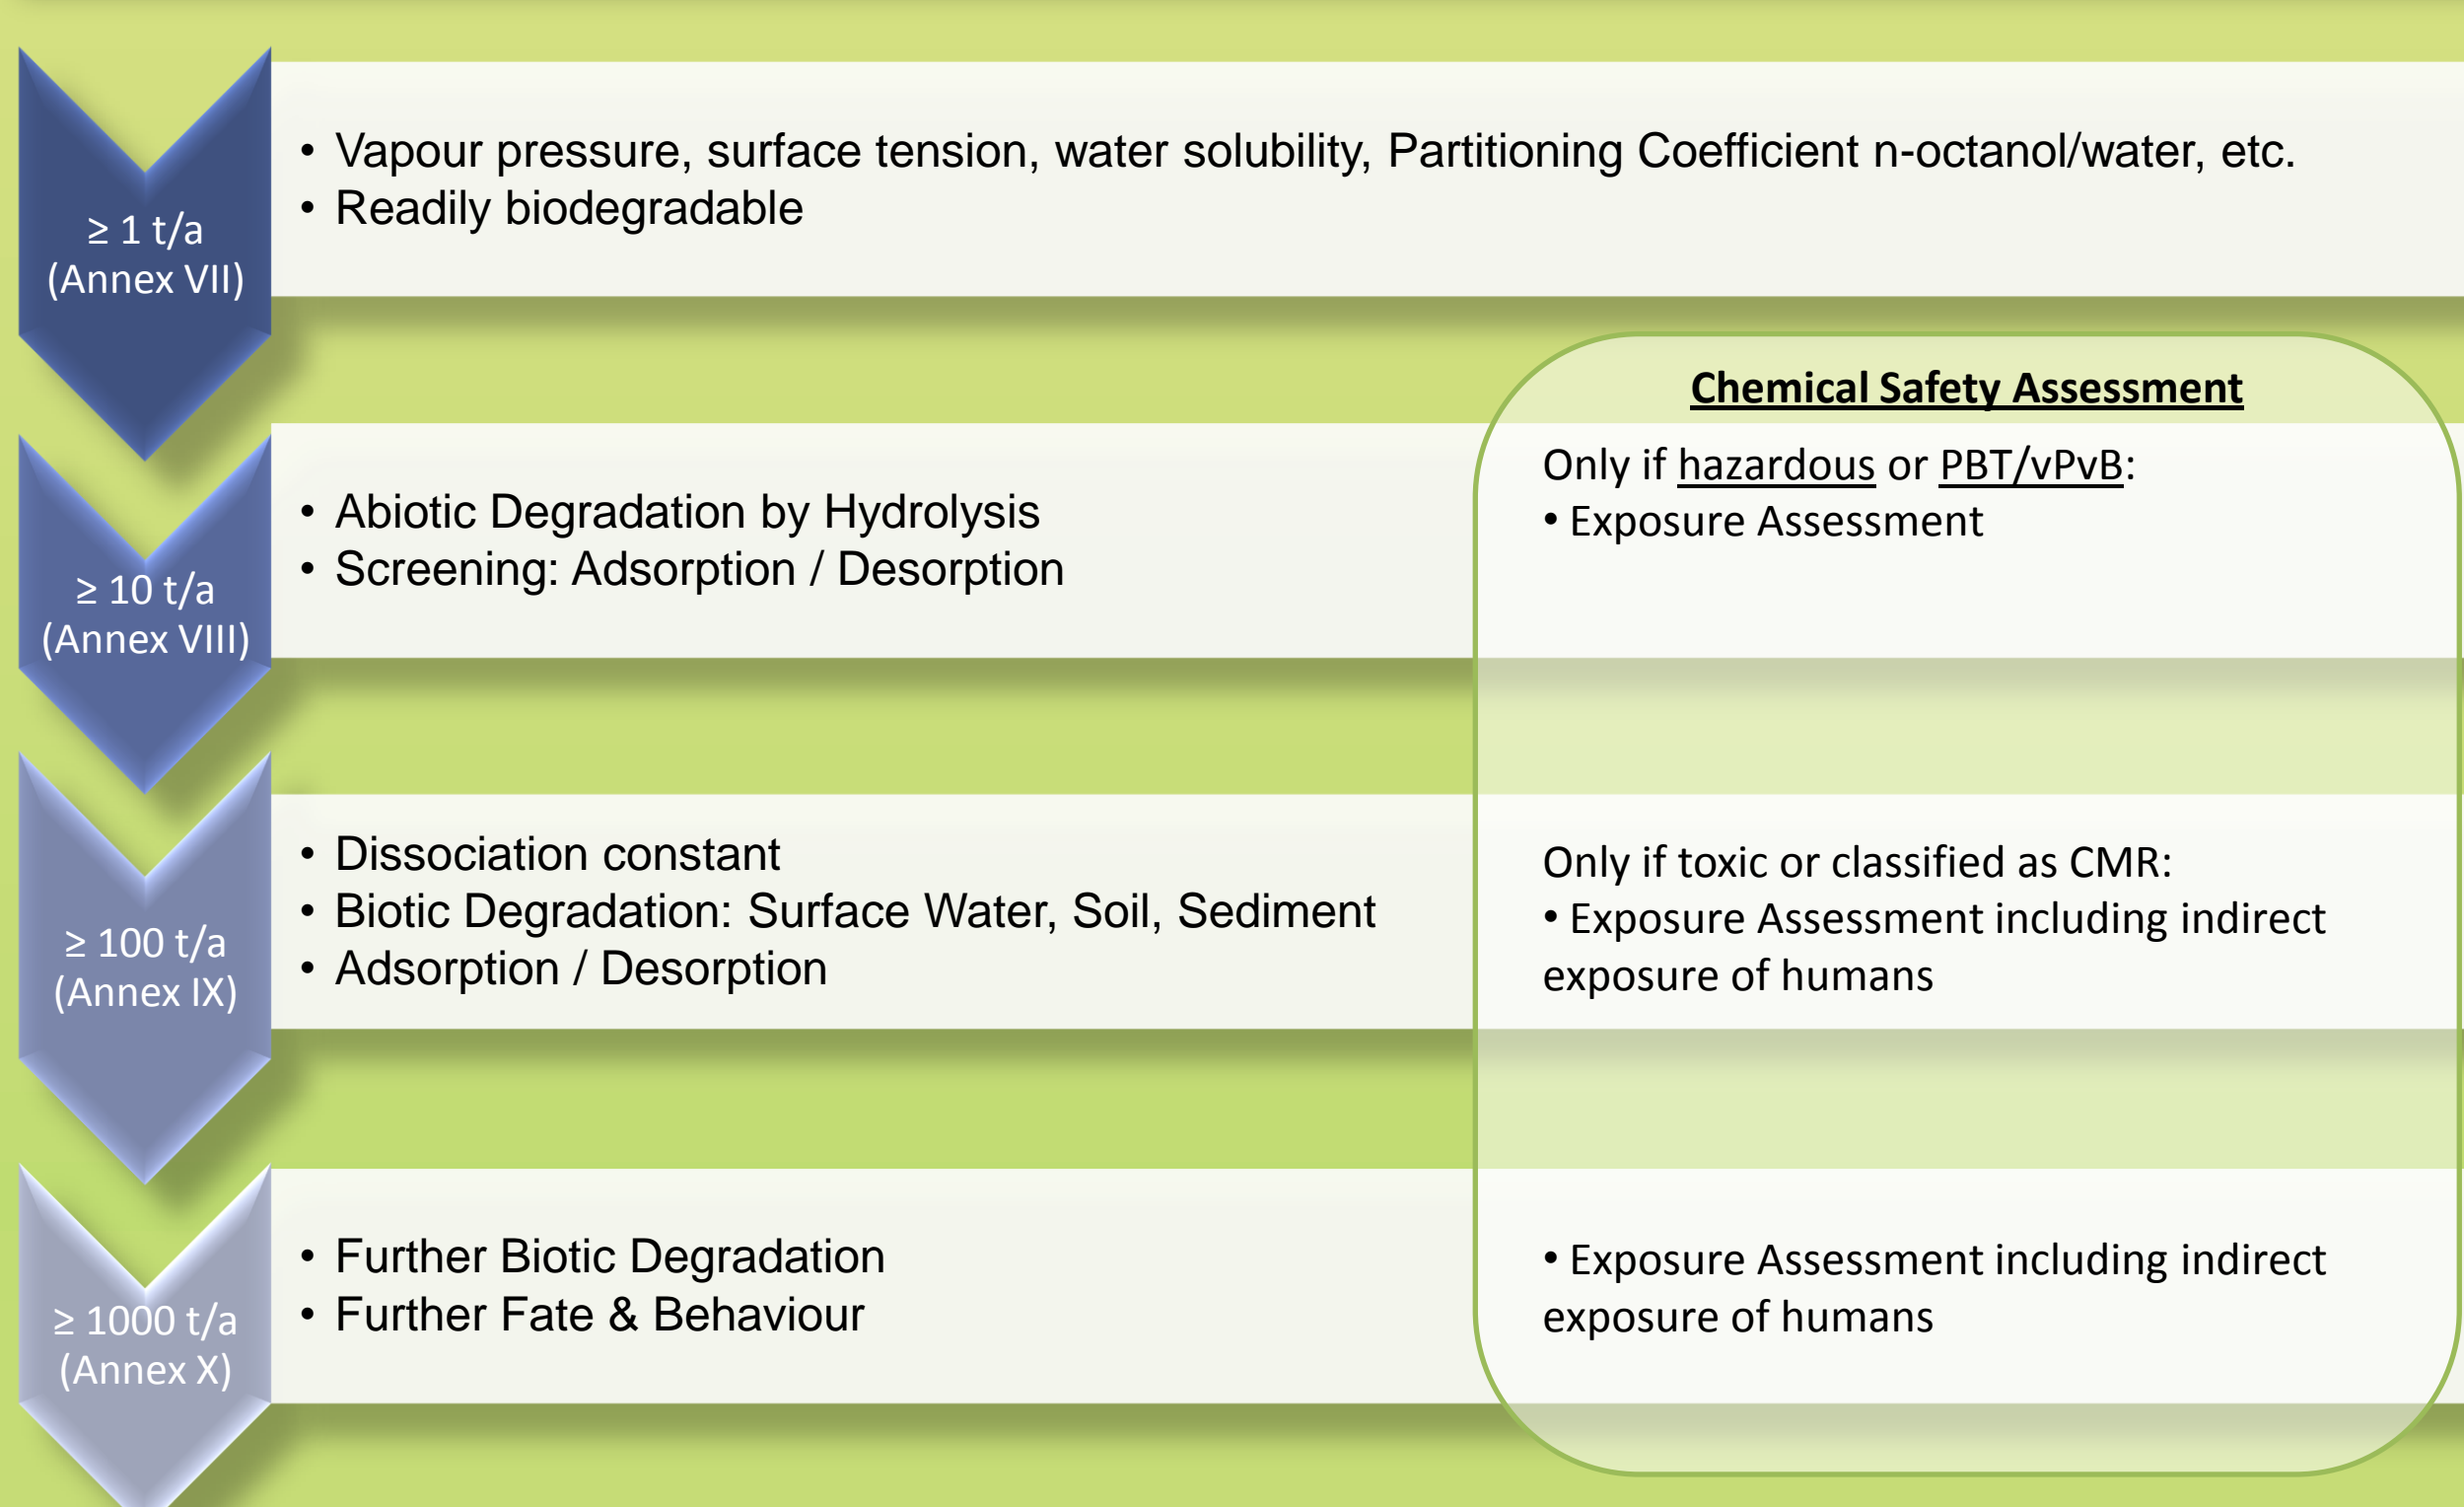 ≥ 1 t/a
(Annex VII)
• Vapour pressure, surface tension, water solubility, Partitioning Coefficient n-octanol/water, etc.
• Readily biodegradable
Chemical Safety Assessment
≥ 10 t/a
(Annex VIII)
• Abiotic Degradation by Hydrolysis
• Screening: Adsorption / Desorption
Only if hazardous or PBT/vPvB:
• Exposure Assessment
≥ 100 t/a
(Annex IX)
• Dissociation constant
• Biotic Degradation: Surface Water, Soil, Sediment
• Adsorption / Desorption
Only if toxic or classified as CMR:
• Exposure Assessment including indirect
exposure of humans
≥ 1000 t/a
(Annex X)
• Further Biotic Degradation
• Further Fate & Behaviour
• Exposure Assessment including indirect
exposure of humans